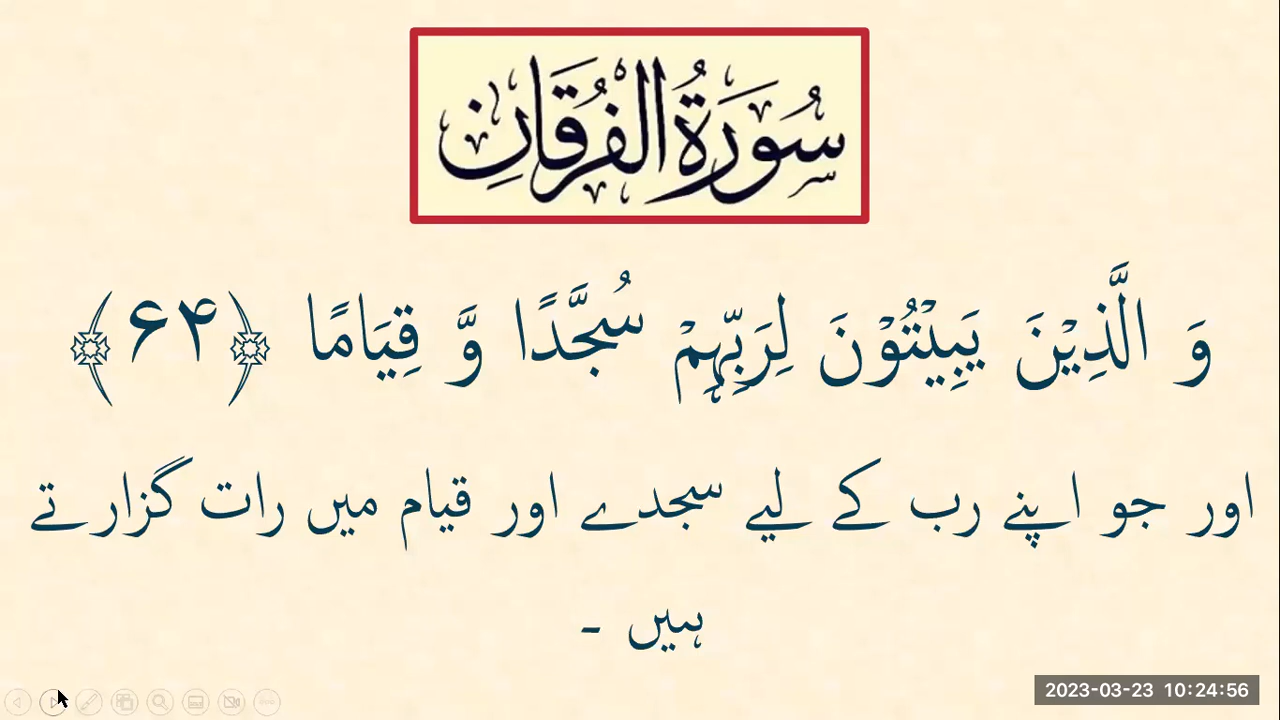 سُورَةُ الْفُرْقَانِ
وَ الَّذِیْنَ یَبِیْتُوْنَ لِرَبِّهِمْ سُجَّدًا وَّ قِیَامًا ﴿۶۴﴾
اور جو اپنے رب کے لیے سجدے اور قیام میں رات گزارتے
ہیں ۔
2023-03-23 10:24:56